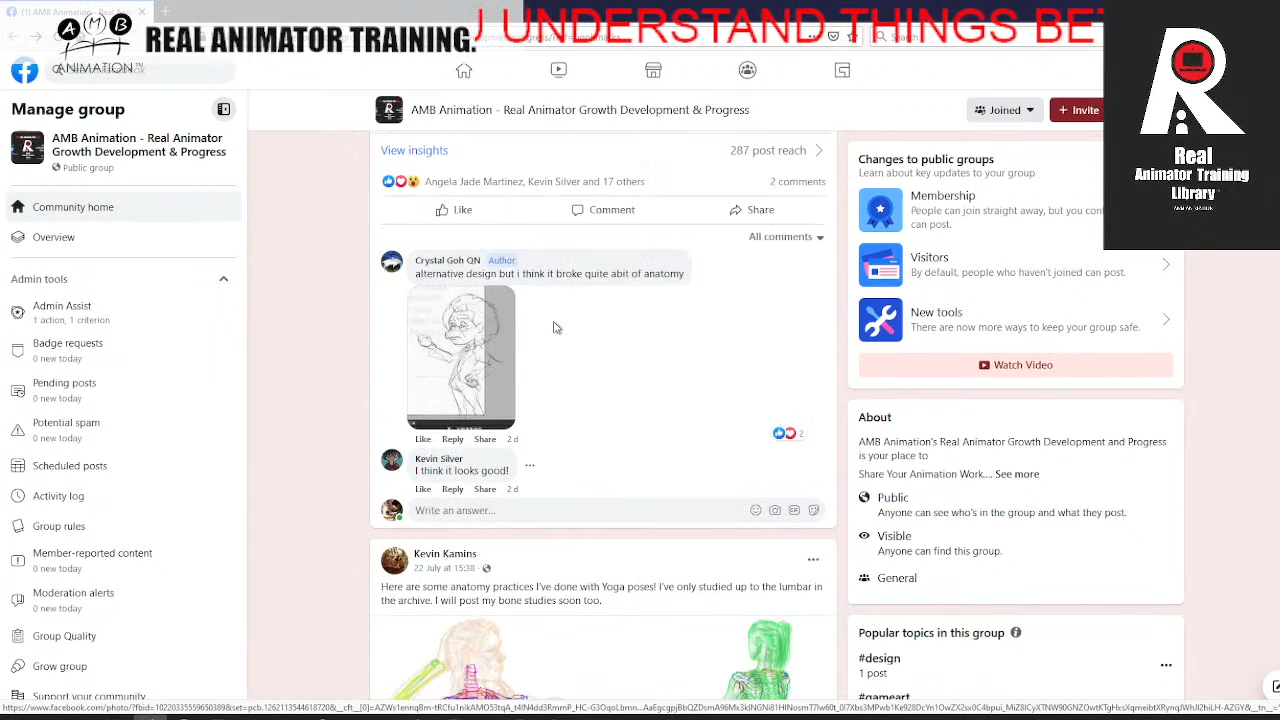 (1) AMB Animation - Real An
AMB
ANIMATION
REAL ANIMATOR TRAINING.
I UNDERSTAND THINGS BE
Search
Real
Animator Training
Library
Manage group
AMB Animation - Real Animator
Growth Development & Progress
Public group
Community home
Overview
Admin tools
Admin Assist
1 action, 1 criterion
Badge requests
0 new today
Pending posts
0 new today
Potential spam
0 new today
Scheduled posts
Activity log
Group rules
Member-reported content
0 new today
Moderation alerts
0 new today
Group Quality
Grow group
Support your community
AMB Animation - Real Animator Growth Development & Progress
Joined
+ Invite
View insights
287 post reach
Angela Jade Martinez, Kevin Silver and 17 others
2 comments
Like
Comment
Share
All comments
Crystal Goh QN Author
alternative design but i think it broke quite abit of anatomy
Like Reply Share 2 d
2
Kevin Silver
I think it looks good!
Like Reply Share 2 d
Write an answer...
Kevin Kamins
22 July at 15:38
Here are some anatomy practices I've done with Yoga poses! I've only studied up to the lumbar in
the archive. I will post my bone studies soon too.
Changes to public groups
Learn about key updates to your group
Membership
People can join straight away, but you cont
can post.
Visitors
By default, people who haven't joined can post.
New tools
There are now more ways to keep your group safe.
Watch Video
About
AMB Animation's Real Animator Growth Development and Progress
is your place to
Share Your Animation Work.... See more
Public
Anyone can see who's in the group and what they post.
Visible
Anyone can find this group.
General
Popular topics in this group
#design
1 post
#gameart